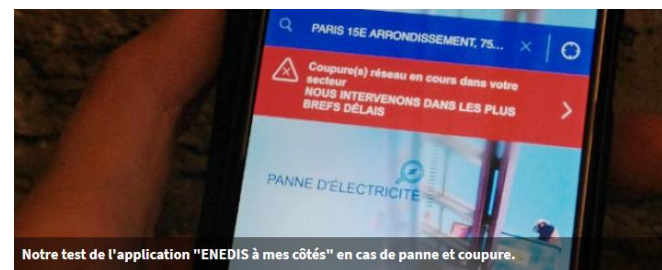 PARIS 15E ARRONDISSEMENT, 75...
Coupure(s) réseau en cours dans votre
secteur
NOUS INTERVENONS DANS LES PLUS
BREFS DÉLAIS
PANNE D'ÉLECTRICITÉ
Notre test de l'application "ENEDIS à mes côtés" en cas de panne et coupure.